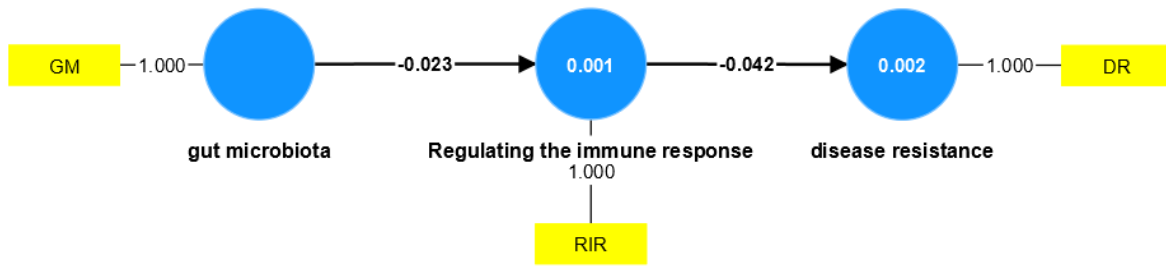 GM
1.000
-0.023
0.001
-0.042
0.002
1.000
DR
gut microbiota
Regulating the immune response
disease resistance
1.000
RIR